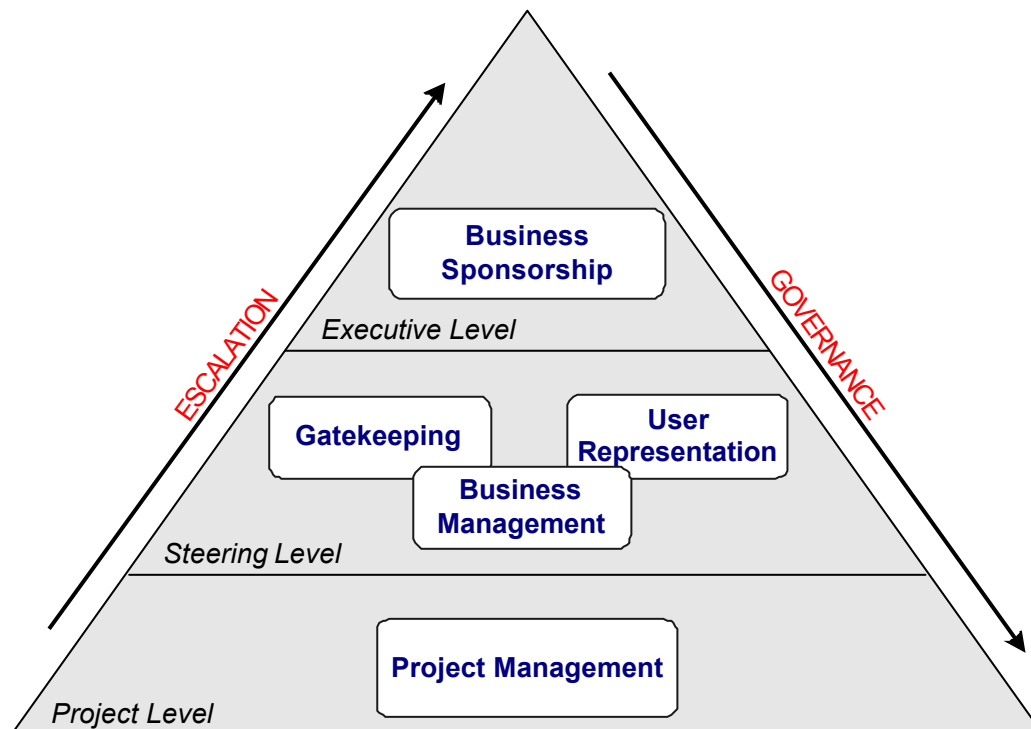 Business
Sponsorship
Executive Level
ESCALATION
GOVERNANCE
Gatekeeping
User
Representation
Business
Management
Steering Level
Project Management
Project Level